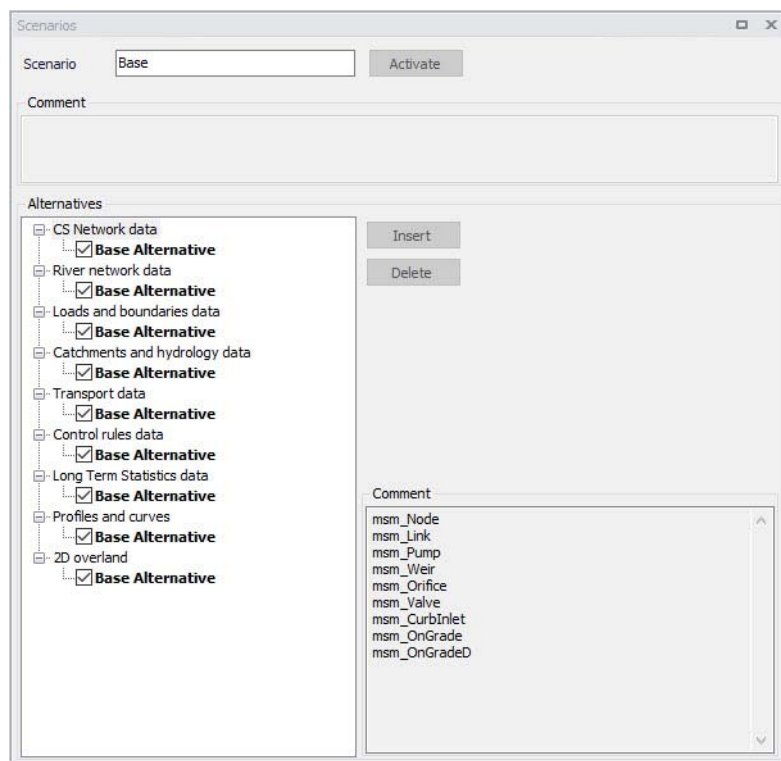 Scenarios
Scenario Base Activate
Comment
Alternatives
CS Network data
Base Alternative
River network data
Base Alternative
Loads and boundaries data
Base Alternative
Catchments and hydrology data
Base Alternative
Transport data
Base Alternative
Control rules data
Base Alternative
Long Term Statistics data
Base Alternative
Profiles and curves
Base Alternative
2D overland
Base Alternative
Insert
Delete
Comment
msm_Node
msm_Link
msm_Pump
msm_Weir
msm_Orifice
msm_Valve
msm_CurbInlet
msm_OnGrade
msm_OnGradeD